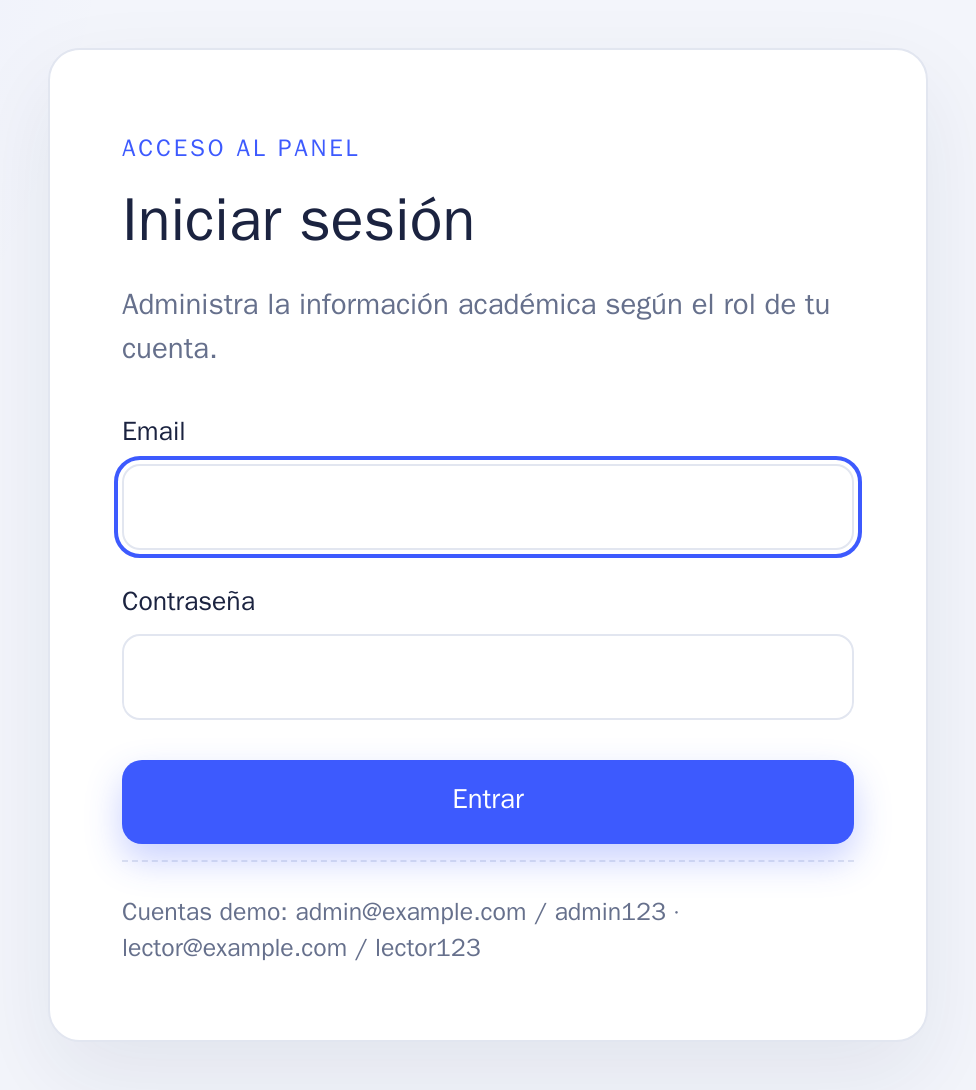 ACCESO AL PANEL
Iniciar sesión
Administra la información académica según el rol de tu
cuenta.
Email
Contraseña
Entrar
Cuentas demo: admin@example.com / admin123 ·
lector@example.com / lector123